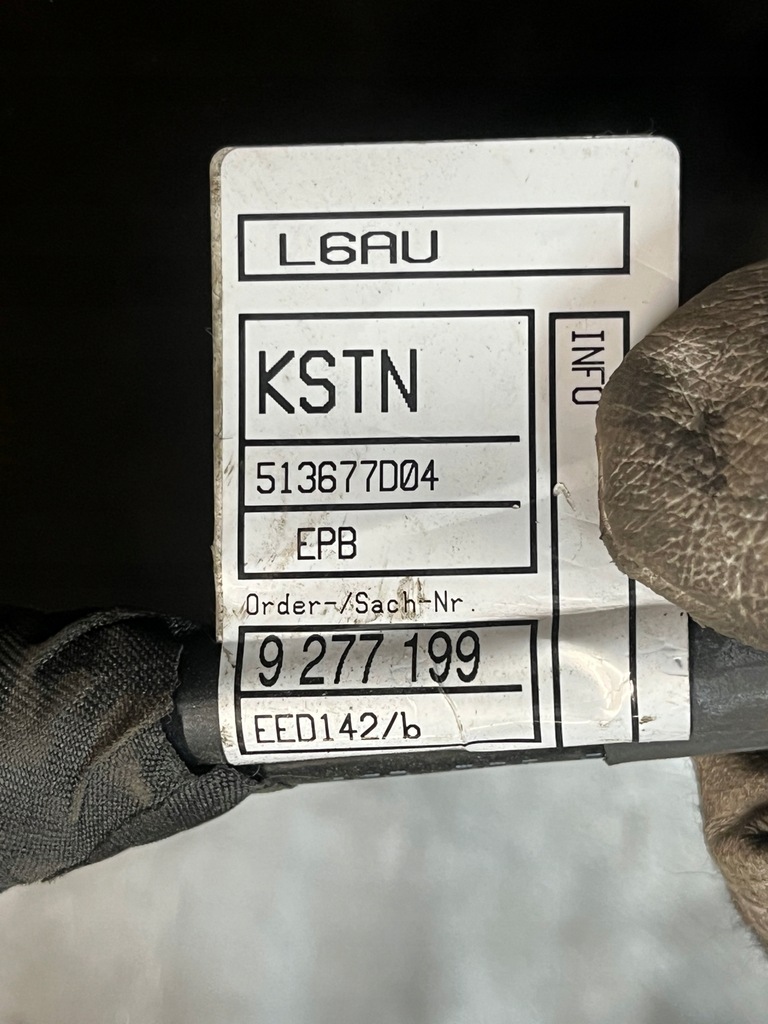 L6AU
KSTN
INFO
513677D04
EPB
Order-/Sach-Nr.
9 277 199
EED142/b